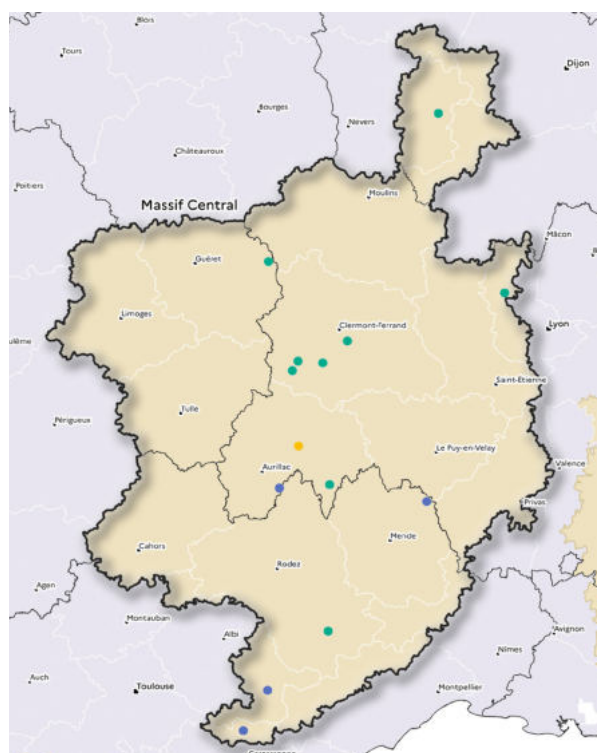 Blois
Tours
Dijon
Bourges
Nevers
Châteauroux
Poitiers
Moulins
Massif Central
Mâcon
Guéret
Limoges
Clermont-Ferrand
Lyon
Saint-Etienne
Tulle
Périgueux
Le Puy-en-Velay
Aurillac
Valence
Privas
Mende
Cahors
Rodez
Agen
Montauban
Albi
Avignon
Nîmes
Auch
Toulouse
Montpellier